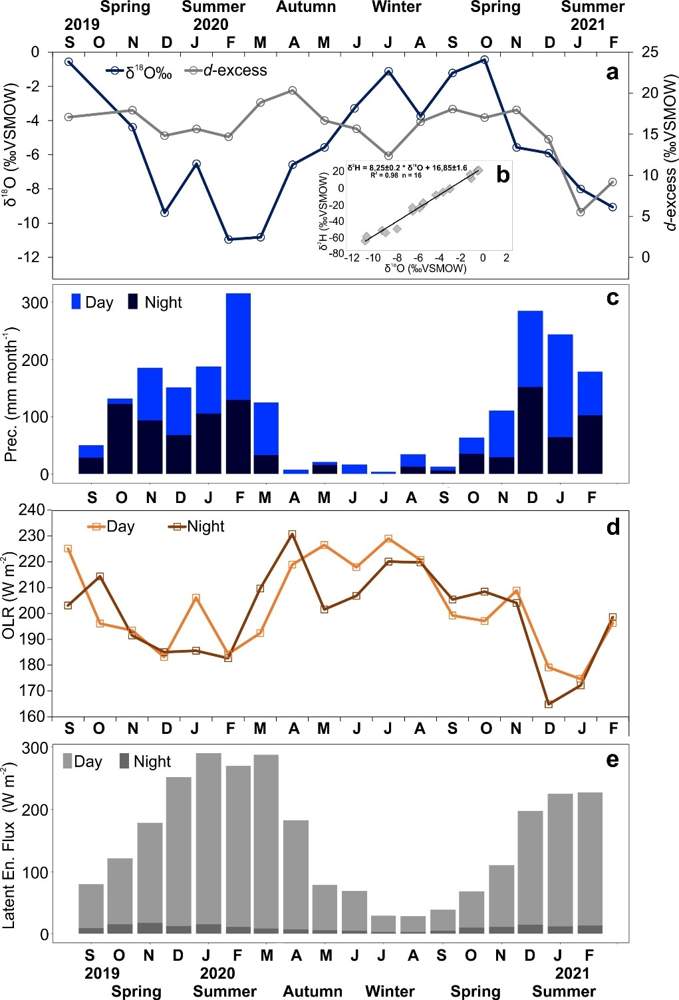 Spring Summer Autumn Winter Spring Summer
2019 2020 2021
S O N D J F M A M J J A S O N D J F
0 -2 -4 -6 -8 -10 -12
δ¹⁸O (‰VSMOW)
δ¹⁸O‰ d-excess
a
25 20 15 10 5 0
d-excess (‰VSMOW)
δ²H = 8,25±0.2 * δ¹⁸O + 16,85±1.6
R² = 0.98 n = 16
b
20 0 -20 -40 -60 -80
δ²H (‰VSMOW)
-12 -10 -8 -6 -4 -2 0 2
δ¹⁸O (‰VSMOW)
Day Night
c
300 200 100 0
Prec. (mm month⁻¹)
S O N D J F M A M J J A S O N D J F
240 230 220 210 200 190 180 170 160
OLR (W m⁻²)
Day Night
d
S O N D J F M A M J J A S O N D J F
300 200 100 0
Latent En. Flux (W m⁻²)
Day Night
e
S O N D J F M A M J J A S O N D J F
2019 2020 2021
Spring Summer Autumn Winter Spring Summer